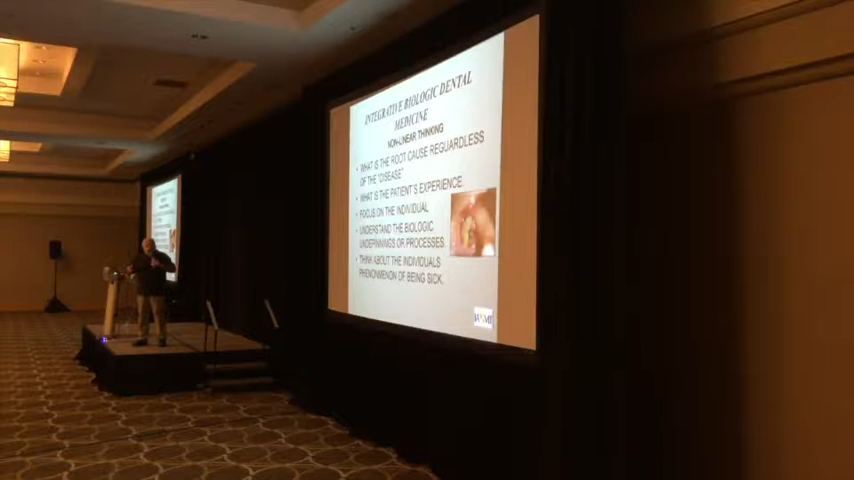 INTEGRATIVE BIOLOGIC DENTAL
MEDICINE
NON-LINEAR THINKING
• WHAT IS THE ROOT CAUSE REGUARDLESS
OF THE "DISEASE"
• WHAT IS THE PATIENT'S EXPERIENCE.
• FOCUS ON THE INDIVIDUAL
• UNDERSTAND THE BIOLOGIC
UNDERPINNINGS OR PROCESSES.
• THINK ABOUT THE INDIVIDUALS
PHENOMENON OF BEING SICK.